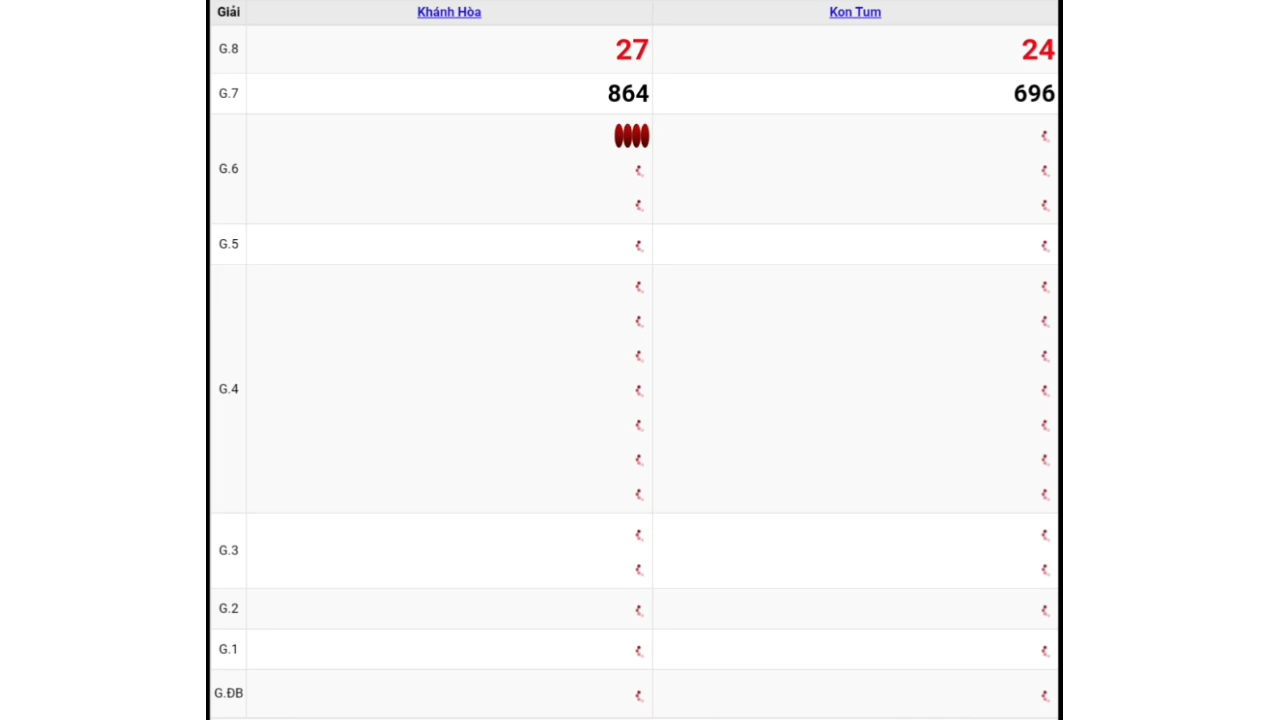 Giải Khánh Hòa Kon Tum
G.8 27 24
G.7 864 696
G.6
G.5
G.4
G.3
G.2
G.1
G.ĐB